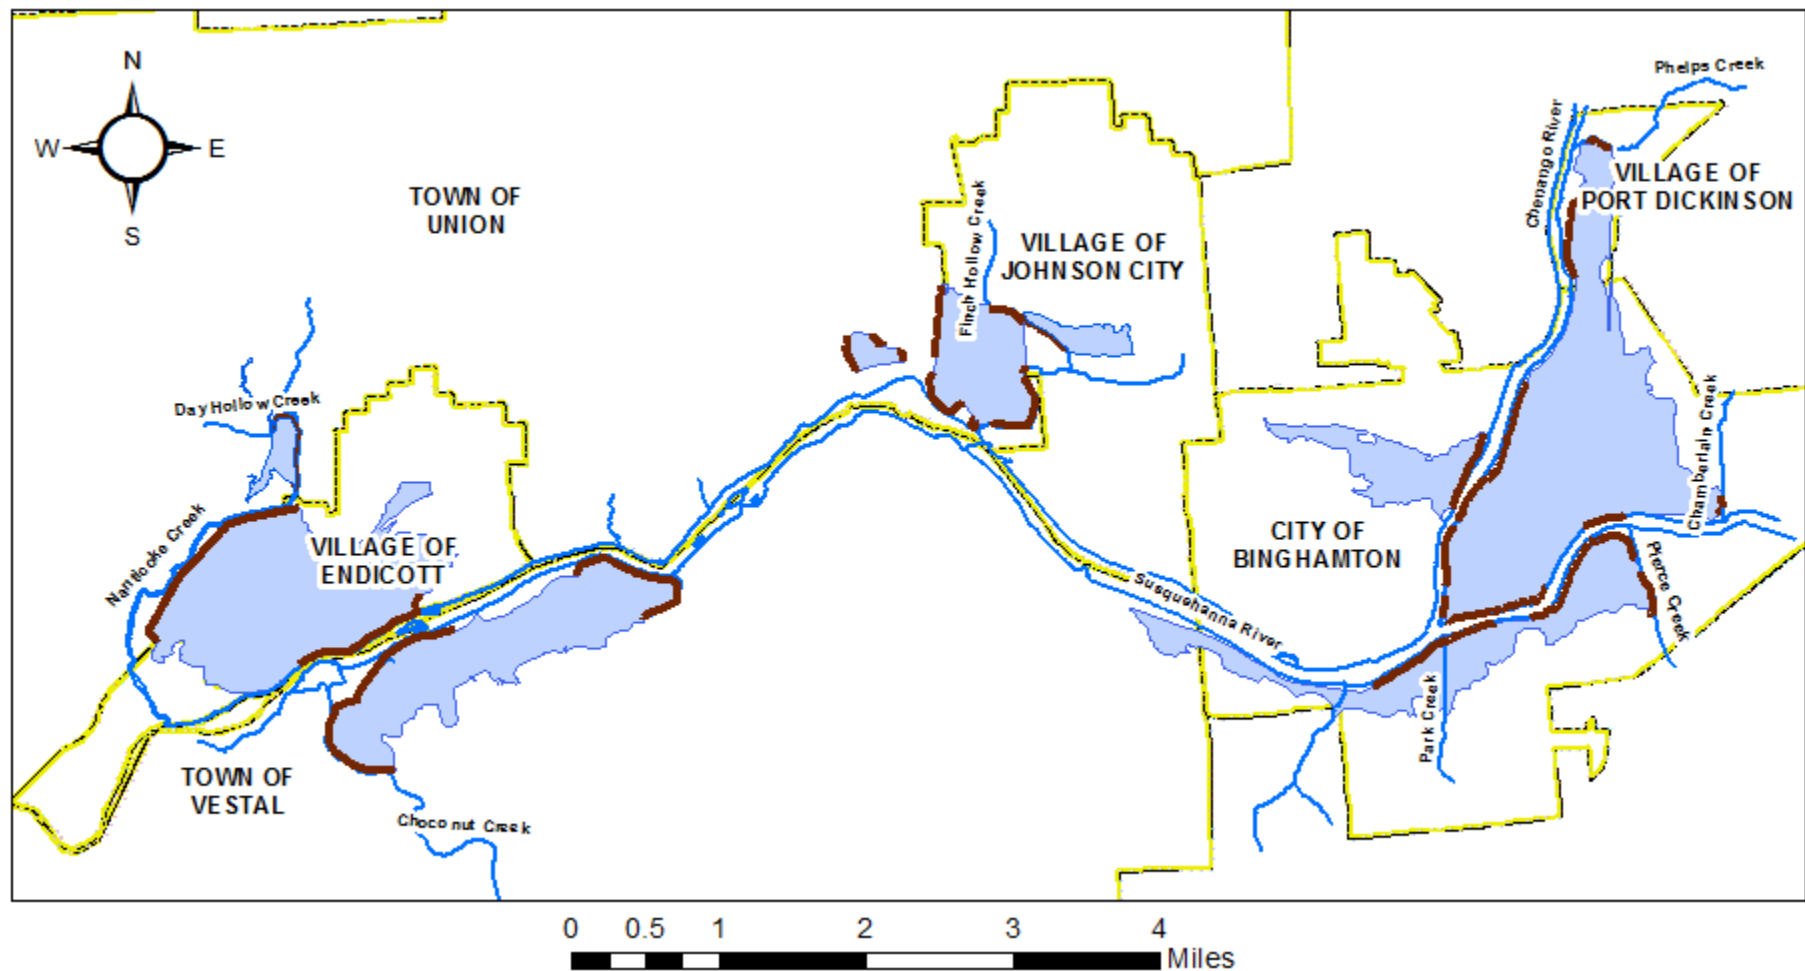 N
W
E
S
TOWN OF
UNION
VILLAGE OF
JOHNSON CITY
Finch Hollow Creek
Phelps Creek
Chenango River
VILLAGE OF
PORT DICKINSON
Day Hollow Creek
Nanticoke Creek
VILLAGE OF
ENDICOTT
CITY OF
BINGHAMTON
Chamberlain Creek
Pierce Creek
Susquehanna River
Park Creek
TOWN OF
VESTAL
Choconut Creek
0 0.5 1 2 3 4
Miles